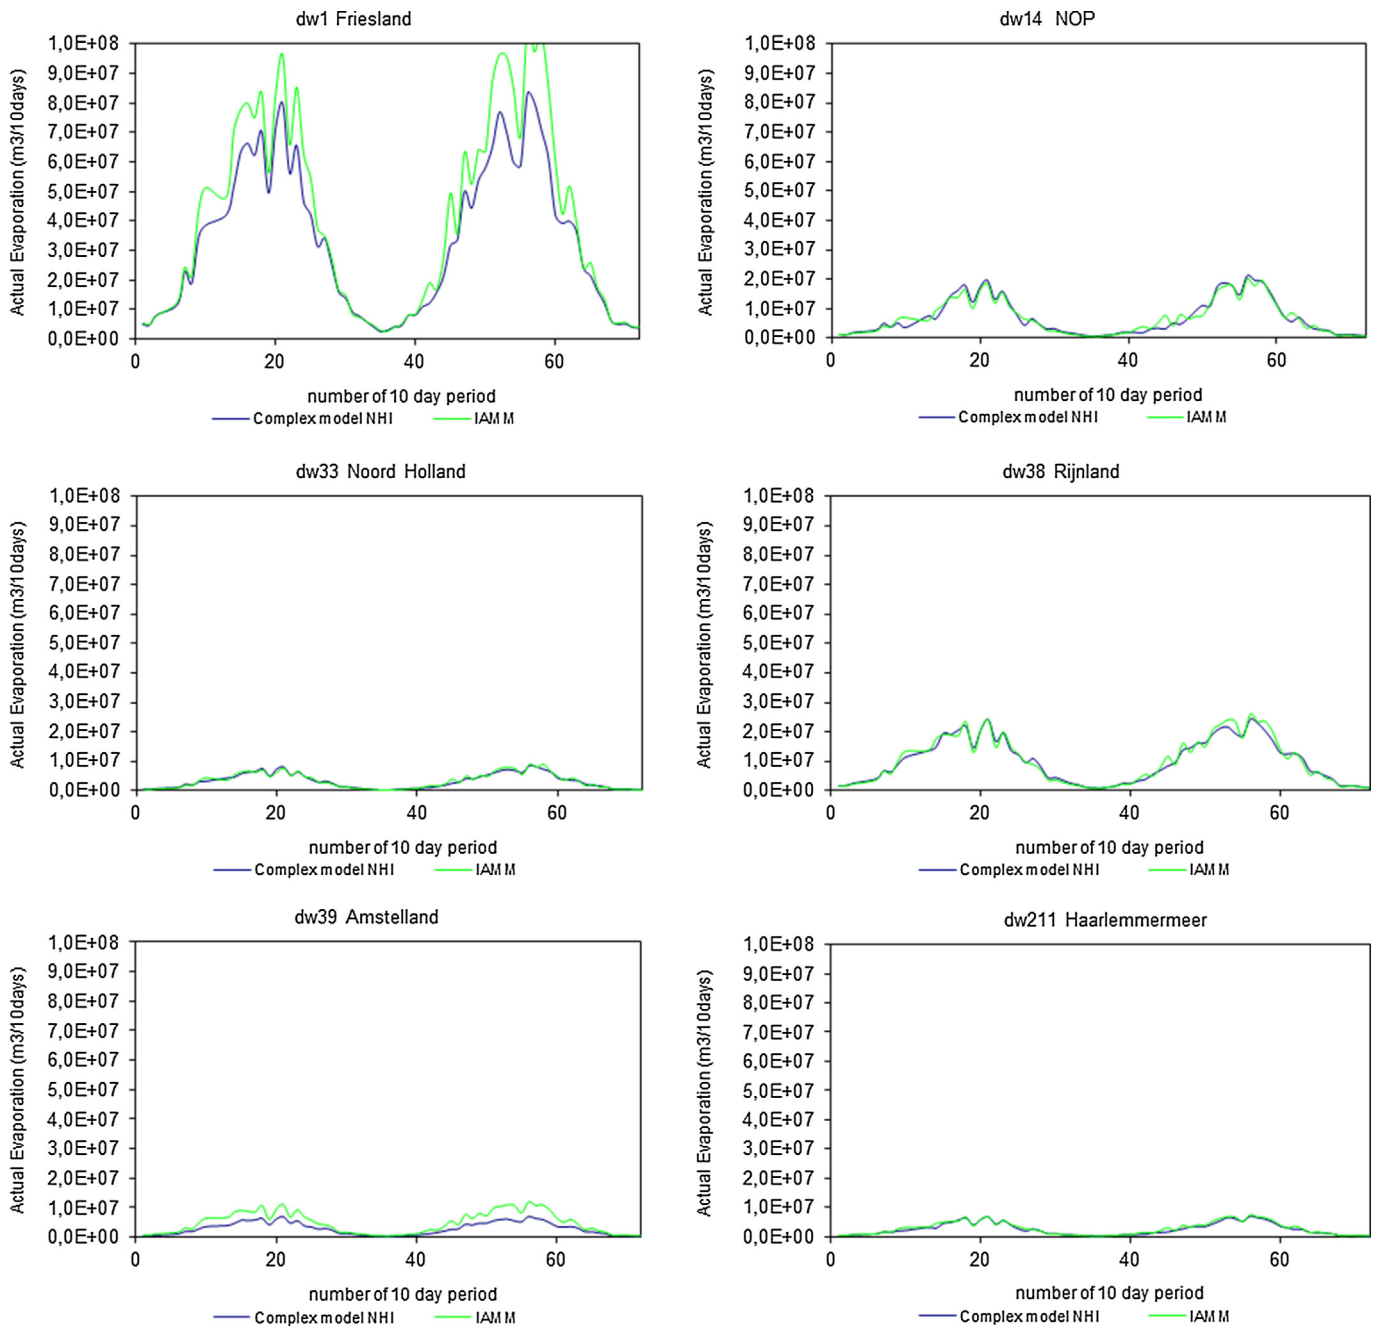 dw1 Friesland
Actual Evaporation (m3/10days)
1,0E+08
9,0E+07
8,0E+07
7,0E+07
6,0E+07
5,0E+07
4,0E+07
3,0E+07
2,0E+07
1,0E+07
0,0E+00
0 20 40 60
number of 10 day period
Complex model NHI IAMM
dw14 NOP
Actual Evaporation (m3/10days)
1,0E+08
9,0E+07
8,0E+07
7,0E+07
6,0E+07
5,0E+07
4,0E+07
3,0E+07
2,0E+07
1,0E+07
0,0E+00
0 20 40 60
number of 10 day period
Complex model NHI IAMM
dw33 Noord Holland
Actual Evaporation (m3/10days)
1,0E+08
9,0E+07
8,0E+07
7,0E+07
6,0E+07
5,0E+07
4,0E+07
3,0E+07
2,0E+07
1,0E+07
0,0E+00
0 20 40 60
number of 10 day period
Complex model NHI IAMM
dw38 Rijnland
Actual Evaporation (m3/10days)
1,0E+08
9,0E+07
8,0E+07
7,0E+07
6,0E+07
5,0E+07
4,0E+07
3,0E+07
2,0E+07
1,0E+07
0,0E+00
0 20 40 60
number of 10 day period
Complex model NHI IAMM
dw39 Amstelland
Actual Evaporation (m3/10days)
1,0E+08
9,0E+07
8,0E+07
7,0E+07
6,0E+07
5,0E+07
4,0E+07
3,0E+07
2,0E+07
1,0E+07
0,0E+00
0 20 40 60
number of 10 day period
Complex model NHI IAMM
dw211 Haarlemmermeer
Actual Evaporation (m3/10days)
1,0E+08
9,0E+07
8,0E+07
7,0E+07
6,0E+07
5,0E+07
4,0E+07
3,0E+07
2,0E+07
1,0E+07
0,0E+00
0 20 40 60
number of 10 day period
Complex model NHI IAMM